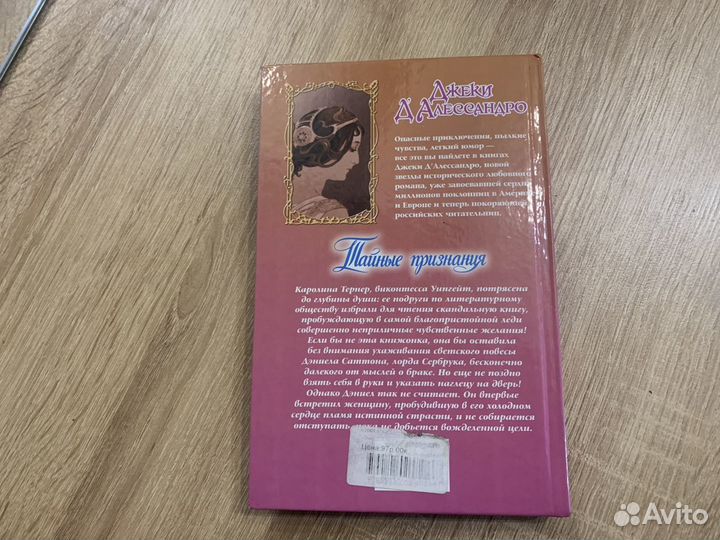 Джеки
Д'Алессандро
Опасные приключения, пылкие
чувства, легкий юмор —
все это вы найдете в книгах
Джеки Д'Алессандро, новой
звезды исторического любовного
романа, уже завоевавшей сердца
миллионов поклонниц в Америке
и Европе и теперь покоряющей
российских читательниц.
Тайные признания
Каролина Тернер, виконтесса Уингейт, потрясена
до глубины души: ее подруги по литературному
обществу избрали для чтения скандальную книгу,
пробуждающую в самой благопристойной леди
совершенно неприличные чувственные желания!
Если бы не эта книжонка, она бы оставила
без внимания ухаживания светского повесы
Дэниела Саттона, лорда Сербрука, бесконечно
далекого от мыслей о браке. Но еще не поздно
взять себя в руки и указать наглецу на дверь!
Однако Дэниел так не считает. Он впервые
встретил женщину, пробудившую в его холодном
сердце пламя истинной страсти, и не собирается
отступать, пока не добьется вожделенной цели.
Цена:97р.00к
Avito